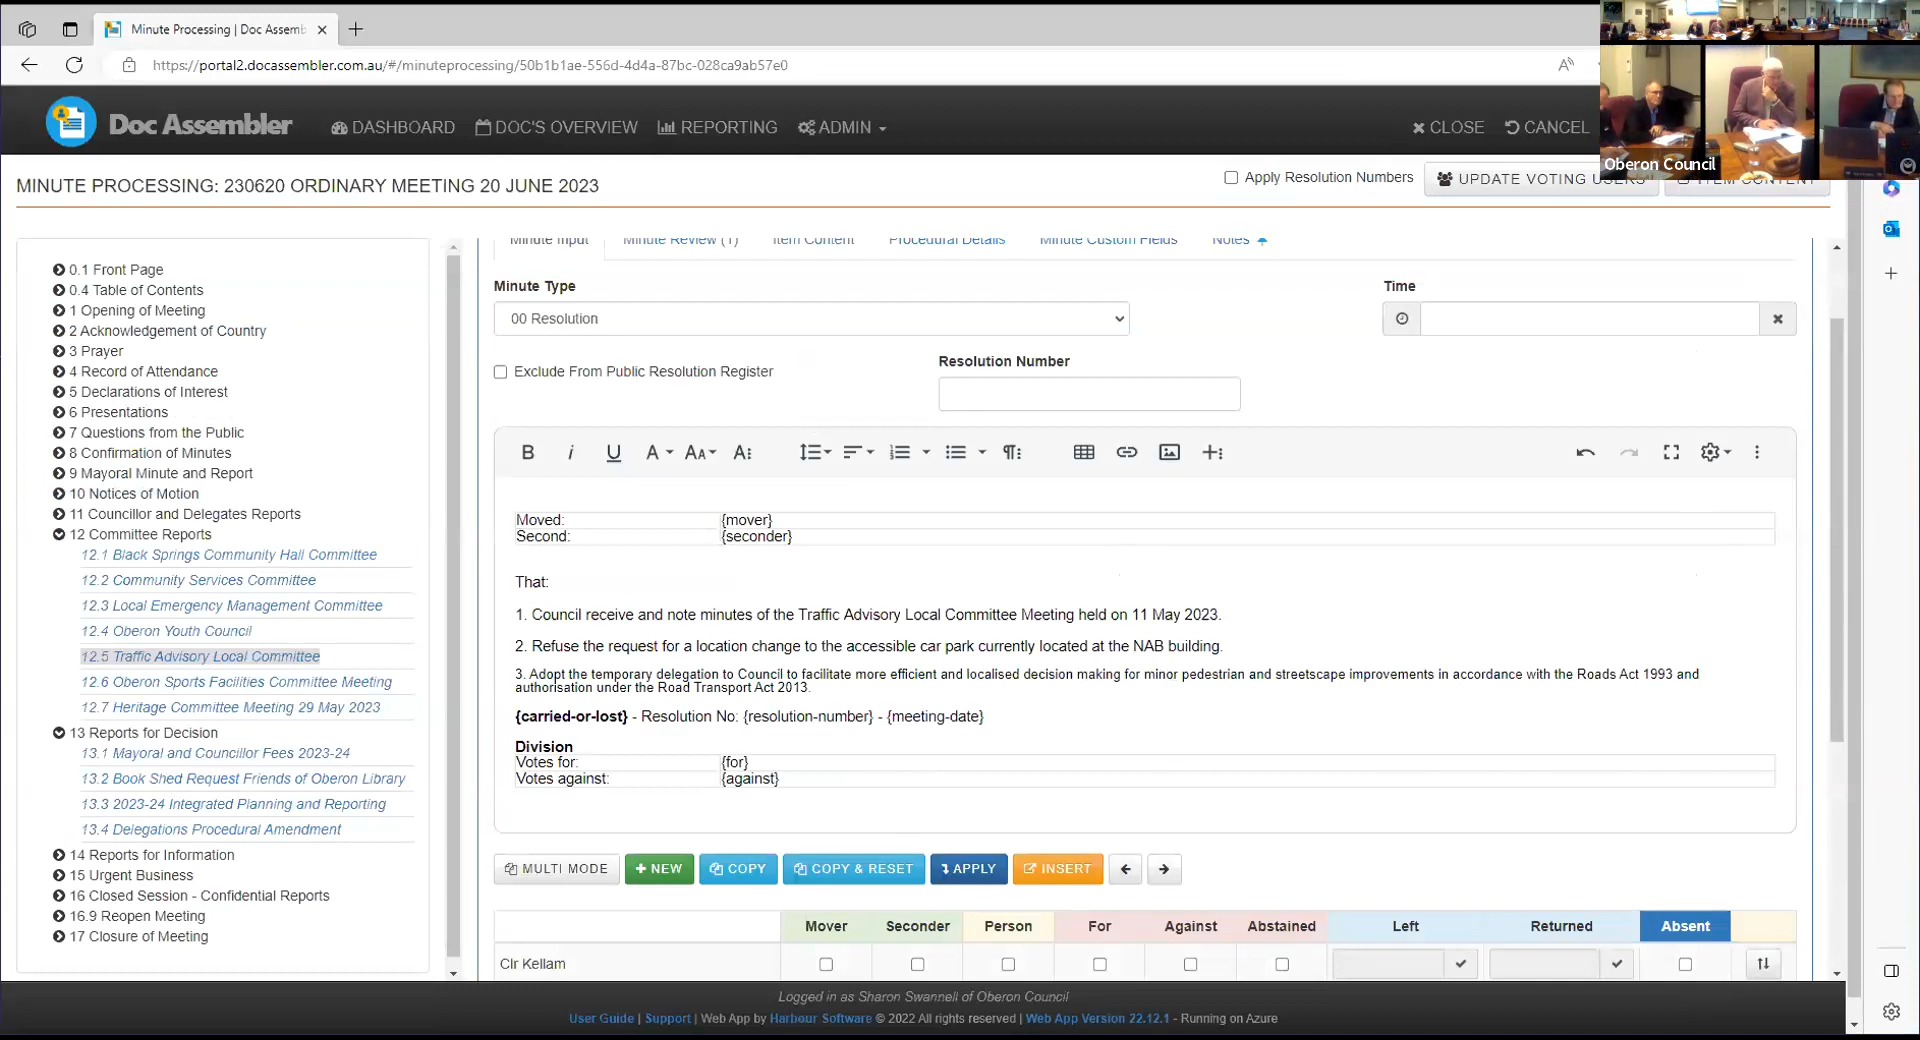 Minute Processing | Doc Assemb
https://portal2.docassembler.com.au/#/minuteprocessing/50b1b1ae-556d-4d4a-87bc-028ca9ab57e0
Doc Assembler
DASHBOARD
DOC'S OVERVIEW
REPORTING
ADMIN
CLOSE
CANCEL
Oberon Council
MINUTE PROCESSING: 230620 ORDINARY MEETING 20 JUNE 2023
Apply Resolution Numbers
UPDATE VOTING USERS
ITEM CONTENT
0.1 Front Page
0.4 Table of Contents
1 Opening of Meeting
2 Acknowledgement of Country
3 Prayer
4 Record of Attendance
5 Declarations of Interest
6 Presentations
7 Questions from the Public
8 Confirmation of Minutes
9 Mayoral Minute and Report
10 Notices of Motion
11 Councillor and Delegates Reports
12 Committee Reports
12.1 Black Springs Community Hall Committee
12.2 Community Services Committee
12.3 Local Emergency Management Committee
12.4 Oberon Youth Council
12.5 Traffic Advisory Local Committee
12.6 Oberon Sports Facilities Committee Meeting
12.7 Heritage Committee Meeting 29 May 2023
13 Reports for Decision
13.1 Mayoral and Councillor Fees 2023-24
13.2 Book Shed Request Friends of Oberon Library
13.3 2023-24 Integrated Planning and Reporting
13.4 Delegations Procedural Amendment
14 Reports for Information
15 Urgent Business
16 Closed Session - Confidential Reports
16.9 Reopen Meeting
17 Closure of Meeting
Minute Input
Minute Review (1)
Item Content
Procedural Details
Minute Custom Fields
Notes
Minute Type
Time
00 Resolution
Exclude From Public Resolution Register
Resolution Number
Moved: {mover}
Second: {seconder}
That:
1. Council receive and note minutes of the Traffic Advisory Local Committee Meeting held on 11 May 2023.
2. Refuse the request for a location change to the accessible car park currently located at the NAB building.
3. Adopt the temporary delegation to Council to facilitate more efficient and localised decision making for minor pedestrian and streetscape improvements in accordance with the Roads Act 1993 and
authorisation under the Road Transport Act 2013.
{carried-or-lost} - Resolution No: {resolution-number} - {meeting-date}
Division
Votes for: {for}
Votes against: {against}
MULTI MODE
NEW
COPY
COPY & RESET
APPLY
INSERT
Mover Seconder Person For Against Abstained Left Returned Absent
Clr Kellam
Logged in as Sharon Swannell of Oberon Council
User Guide | Support | Web App by Harbour Software © 2022 All rights reserved | Web App Version 22.12.1 - Running on Azure